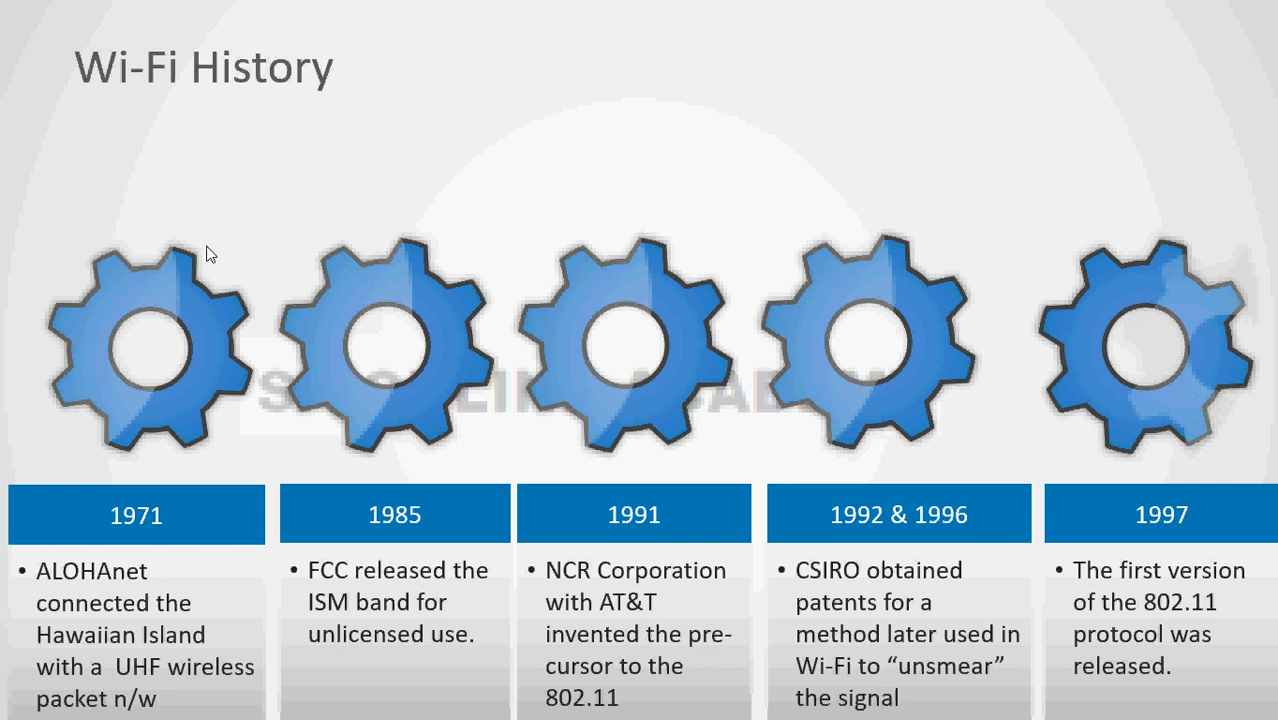 Wi-Fi History
1971
• ALOHAnet
connected the
Hawaiian Island
with a UHF wireless
packet n/w
1985
• FCC released the
ISM band for
unlicensed use.
1991
• NCR Corporation
with AT&T
invented the pre-
cursor to the
802.11
1992 & 1996
• CSIRO obtained
patents for a
method later used in
Wi-Fi to “unsmear”
the signal
1997
• The first version
of the 802.11
protocol was
released.